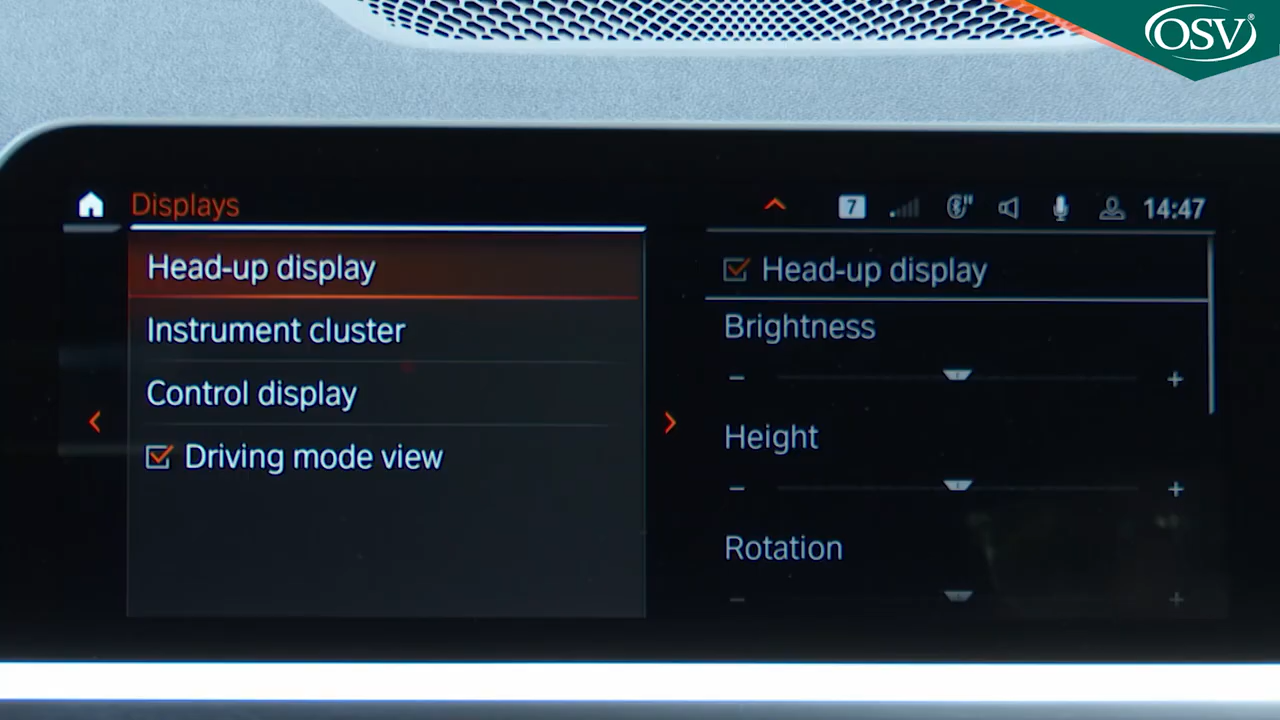 OSV®
Displays
7
14:47
Head-up display
Instrument cluster
Control display
Driving mode view
Head-up display
Brightness
- +
Height
- +
Rotation
- +